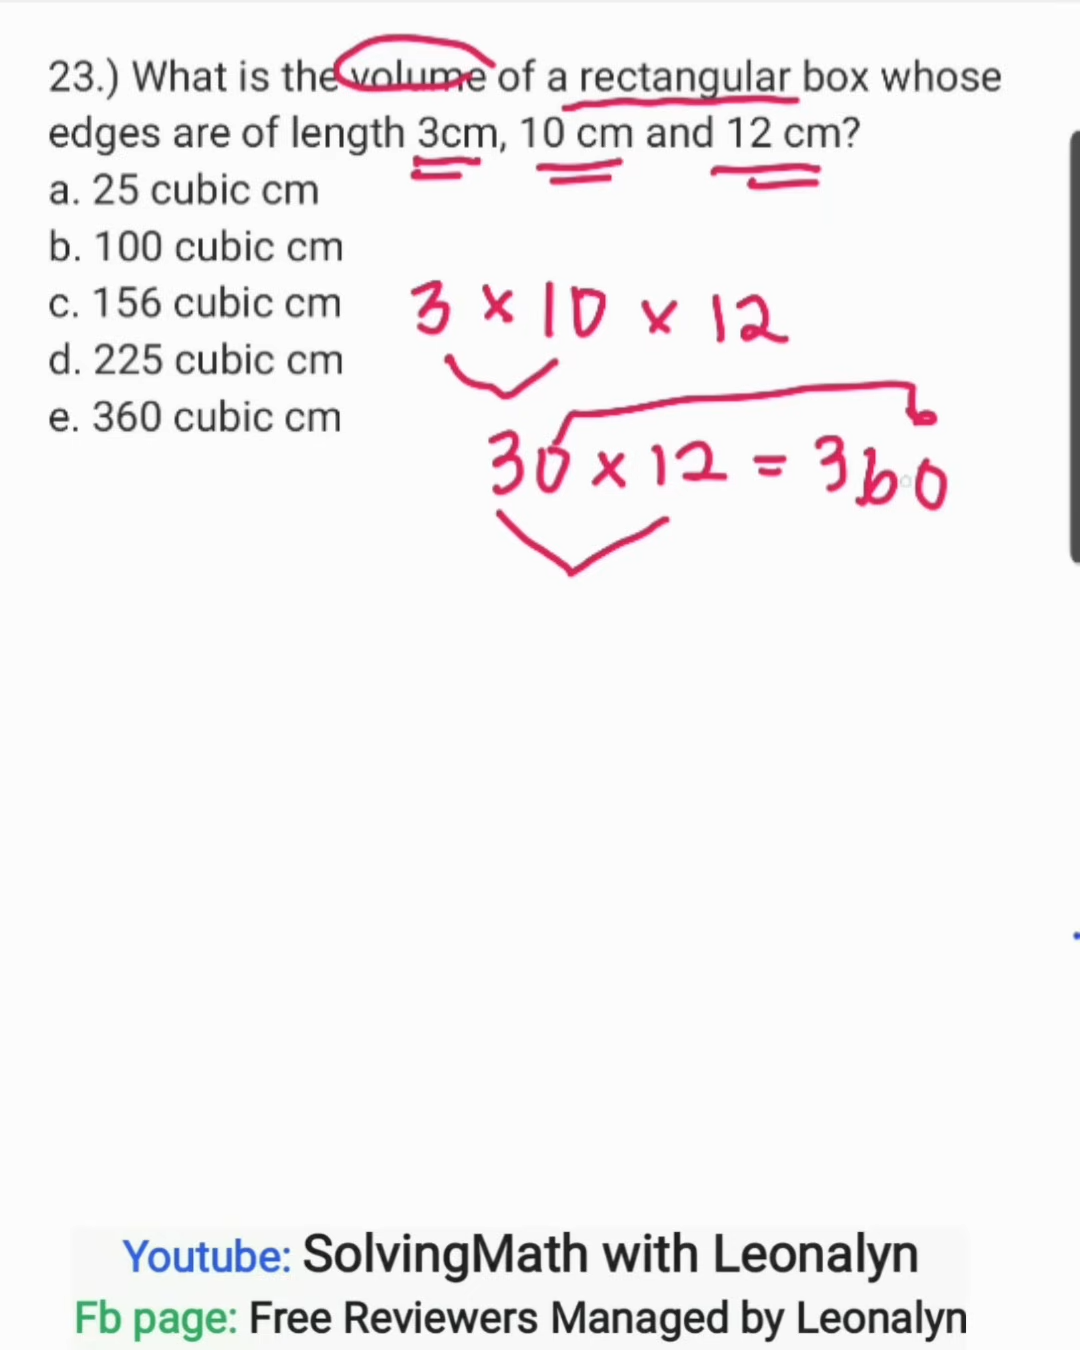 23.) What is the volume of a rectangular box whose
edges are of length 3cm, 10 cm and 12 cm?
a. 25 cubic cm
b. 100 cubic cm
c. 156 cubic cm
d. 225 cubic cm
e. 360 cubic cm
3 × 10 × 12
30 × 12 = 360
Youtube: SolvingMath with Leonalyn
Fb page: Free Reviewers Managed by Leonalyn